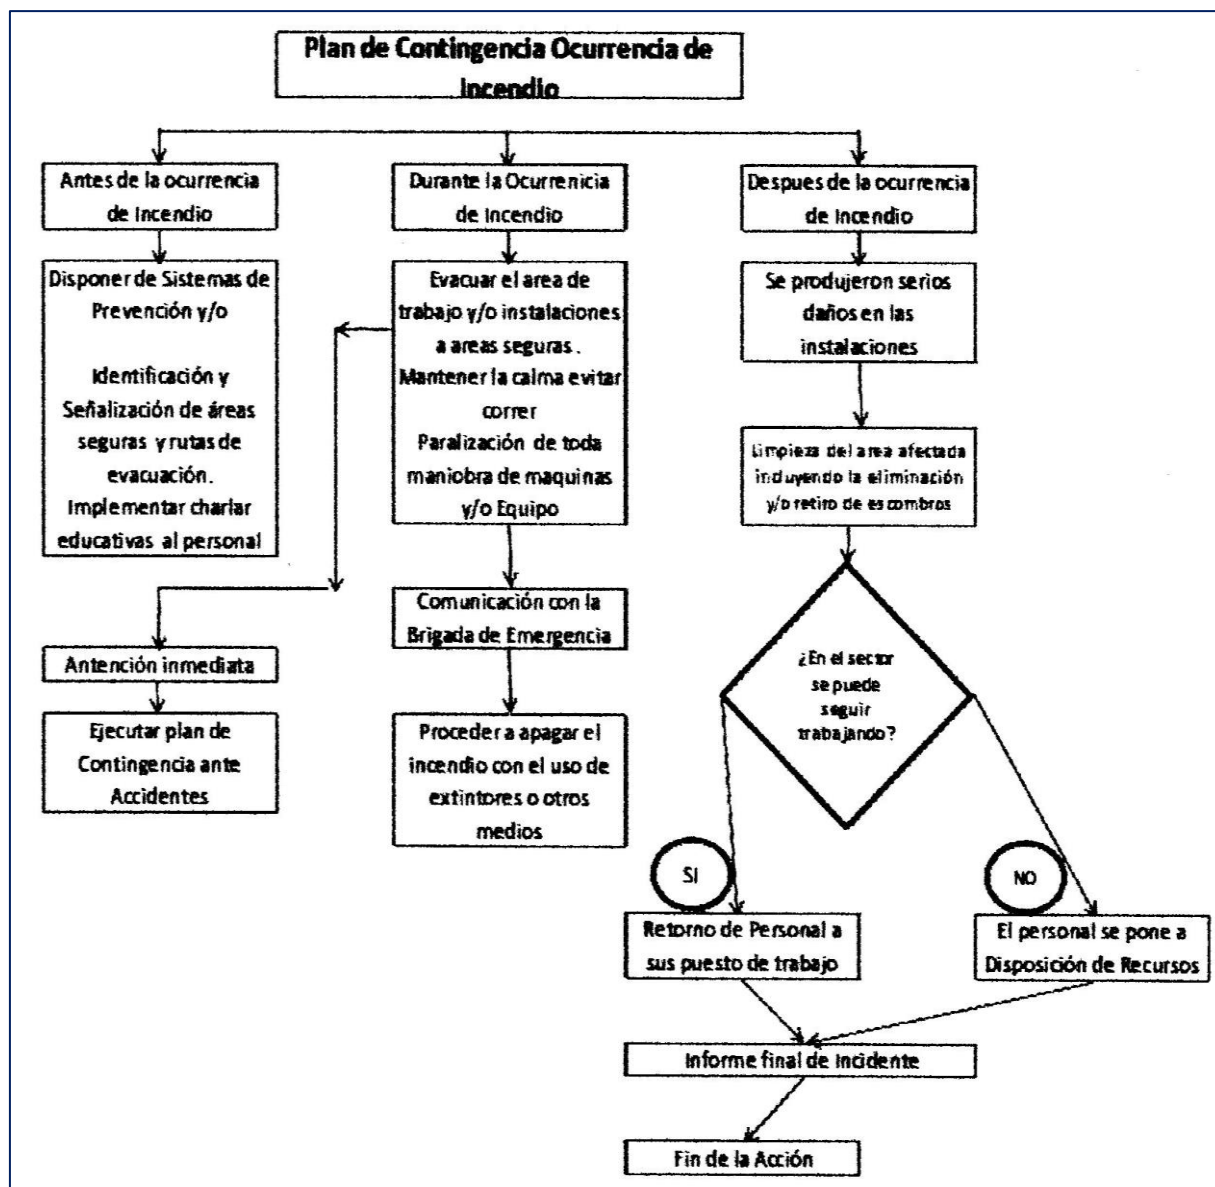 Plan de Contingencia Ocurrencia de
Incendio
Antes de la ocurrencia
de Incendio
Disponer de Sistemas de
Prevención y/o
Identificación y
Señalización de áreas
seguras y rutas de
evacuación.
Implementar charlar
educativas al personal
Antención inmediata
Ejecutar plan de
Contingencia ante
Accidentes
Durante la Ocurrenicia
de Incendio
Evacuar el area de
trabajo y/o instalaciones
a areas seguras.
Mantener la calma evitar
correr
Paralización de toda
maniobra de maquinas
y/o Equipo
Comunicación con la
Brigada de Emergencia
Proceder a apagar el
incendio con el uso de
extintores o otros
medios
Despues de la ocurrencia
de Incendio
Se produjeron serios
daños en las
instalaciones
Limpieza del area afectada
incluyendo la eliminación
y/o retiro de escombros
¿En el sector
se puede
seguir
trabajando?
SI
NO
Retorno de Personal a
sus puesto de trabajo
El personal se pone a
Disposición de Recursos
Informe final de Incidente
Fin de la Acción